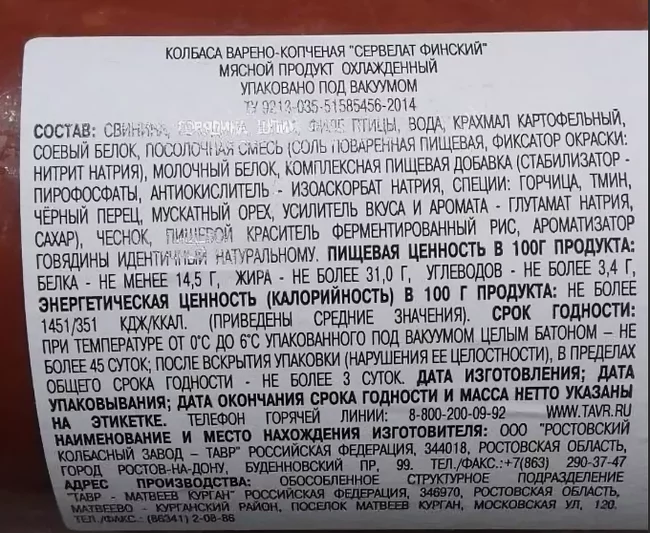 КОЛБАСА ВАРЕНО-КОПЧЕНАЯ "СЕРВЕЛАТ ФИНСКИЙ"
МЯСНОЙ ПРОДУКТ ОХЛАЖДЕННЫЙ
УПАКОВАНО ПОД ВАКУУМОМ
ТУ 9213-035-51585456-2014
СОСТАВ: СВИНИНА, ГОВЯДИНА, ШПИК, ФИЛЕ ПТИЦЫ, ВОДА, КРАХМАЛ КАРТОФЕЛЬНЫЙ,
СОЕВЫЙ БЕЛОК, ПОСОЛОЧНАЯ СМЕСЬ (СОЛЬ ПОВАРЕННАЯ ПИЩЕВАЯ, ФИКСАТОР ОКРАСКИ:
НИТРИТ НАТРИЯ), МОЛОЧНЫЙ БЕЛОК, КОМПЛЕКСНАЯ ПИЩЕВАЯ ДОБАВКА (СТАБИЛИЗАТОР -
ПИРОФОСФАТЫ, АНТИОКИСЛИТЕЛЬ - ИЗОАСКОРБАТ НАТРИЯ, СПЕЦИИ: ГОРЧИЦА, ТМИН,
ЧЁРНЫЙ ПЕРЕЦ, МУСКАТНЫЙ ОРЕХ, УСИЛИТЕЛЬ ВКУСА И АРОМАТА - ГЛУТАМАТ НАТРИЯ,
САХАР), ЧЕСНОК, ПИЩЕВОЙ КРАСИТЕЛЬ ФЕРМЕНТИРОВАННЫЙ РИС, АРОМАТИЗАТОР
ГОВЯДИНЫ ИДЕНТИЧНЫЙ НАТУРАЛЬНОМУ. ПИЩЕВАЯ ЦЕННОСТЬ В 100Г ПРОДУКТА:
БЕЛКА - НЕ МЕНЕЕ 14,5 Г, ЖИРА - НЕ БОЛЕЕ 31,0 Г, УГЛЕВОДОВ - НЕ БОЛЕЕ 3,4 Г,
ЭНЕРГЕТИЧЕСКАЯ ЦЕННОСТЬ (КАЛОРИЙНОСТЬ) В 100 Г ПРОДУКТА: НЕ БОЛЕЕ
1451/351 КДЖ/ККАЛ. (ПРИВЕДЕНЫ СРЕДНИЕ ЗНАЧЕНИЯ). СРОК ГОДНОСТИ:
ПРИ ТЕМПЕРАТУРЕ ОТ 0°С ДО 6°С УПАКОВАННОГО ПОД ВАКУУМОМ ЦЕЛЫМ БАТОНОМ – НЕ
БОЛЕЕ 45 СУТОК; ПОСЛЕ ВСКРЫТИЯ УПАКОВКИ (НАРУШЕНИЯ ЕЕ ЦЕЛОСТНОСТИ), В ПРЕДЕЛАХ
ОБЩЕГО СРОКА ГОДНОСТИ - НЕ БОЛЕЕ 3 СУТОК. ДАТА ИЗГОТОВЛЕНИЯ; ДАТА
УПАКОВЫВАНИЯ; ДАТА ОКОНЧАНИЯ СРОКА ГОДНОСТИ И МАССА НЕТТО УКАЗАНЫ
НА ЭТИКЕТКЕ. ТЕЛЕФОН ГОРЯЧЕЙ ЛИНИИ: 8-800-200-09-92 WWW.TAVR.RU
НАИМЕНОВАНИЕ И МЕСТО НАХОЖДЕНИЯ ИЗГОТОВИТЕЛЯ: ООО "РОСТОВСКИЙ
КОЛБАСНЫЙ ЗАВОД – ТАВР" РОССИЙСКАЯ ФЕДЕРАЦИЯ, 344018, РОСТОВСКАЯ ОБЛАСТЬ,
ГОРОД РОСТОВ-НА-ДОНУ, БУДЕННОВСКИЙ ПР, 99. ТЕЛ./ФАКС.:+7(863) 290-37-47
АДРЕС ПРОИЗВОДСТВА: ОБОСОБЛЕННОЕ СТРУКТУРНОЕ ПОДРАЗДЕЛЕНИЕ
"ТАВР - МАТВЕЕВ КУРГАН" РОССИЙСКАЯ ФЕДЕРАЦИЯ, 346970, РОСТОВСКАЯ ОБЛАСТЬ,
МАТВЕЕВО - КУРГАНСКИЙ РАЙОН, ПОСЕЛОК МАТВЕЕВ КУРГАН, МОСКОВСКАЯ УЛ, 120.
ТЕЛ./ФАКС.: (86341) 2-08-86